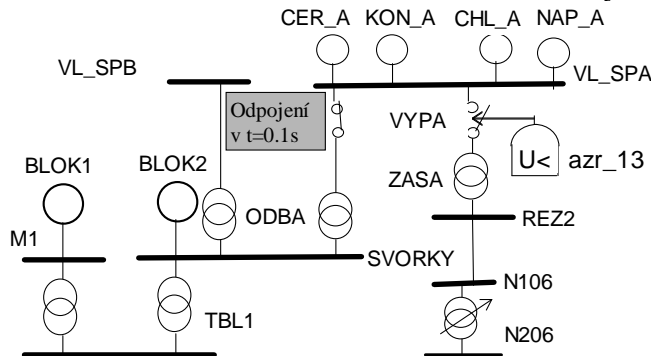 CER_A KON_A CHL_A NAP_A
VL_SPB
VL_SPA
Odpojení
v t=0.1s
VYPA
U< azr_13
BLOK1
BLOK2
ZASA
ODBA
REZ2
M1
SVORKY
N106
TBL1
N206